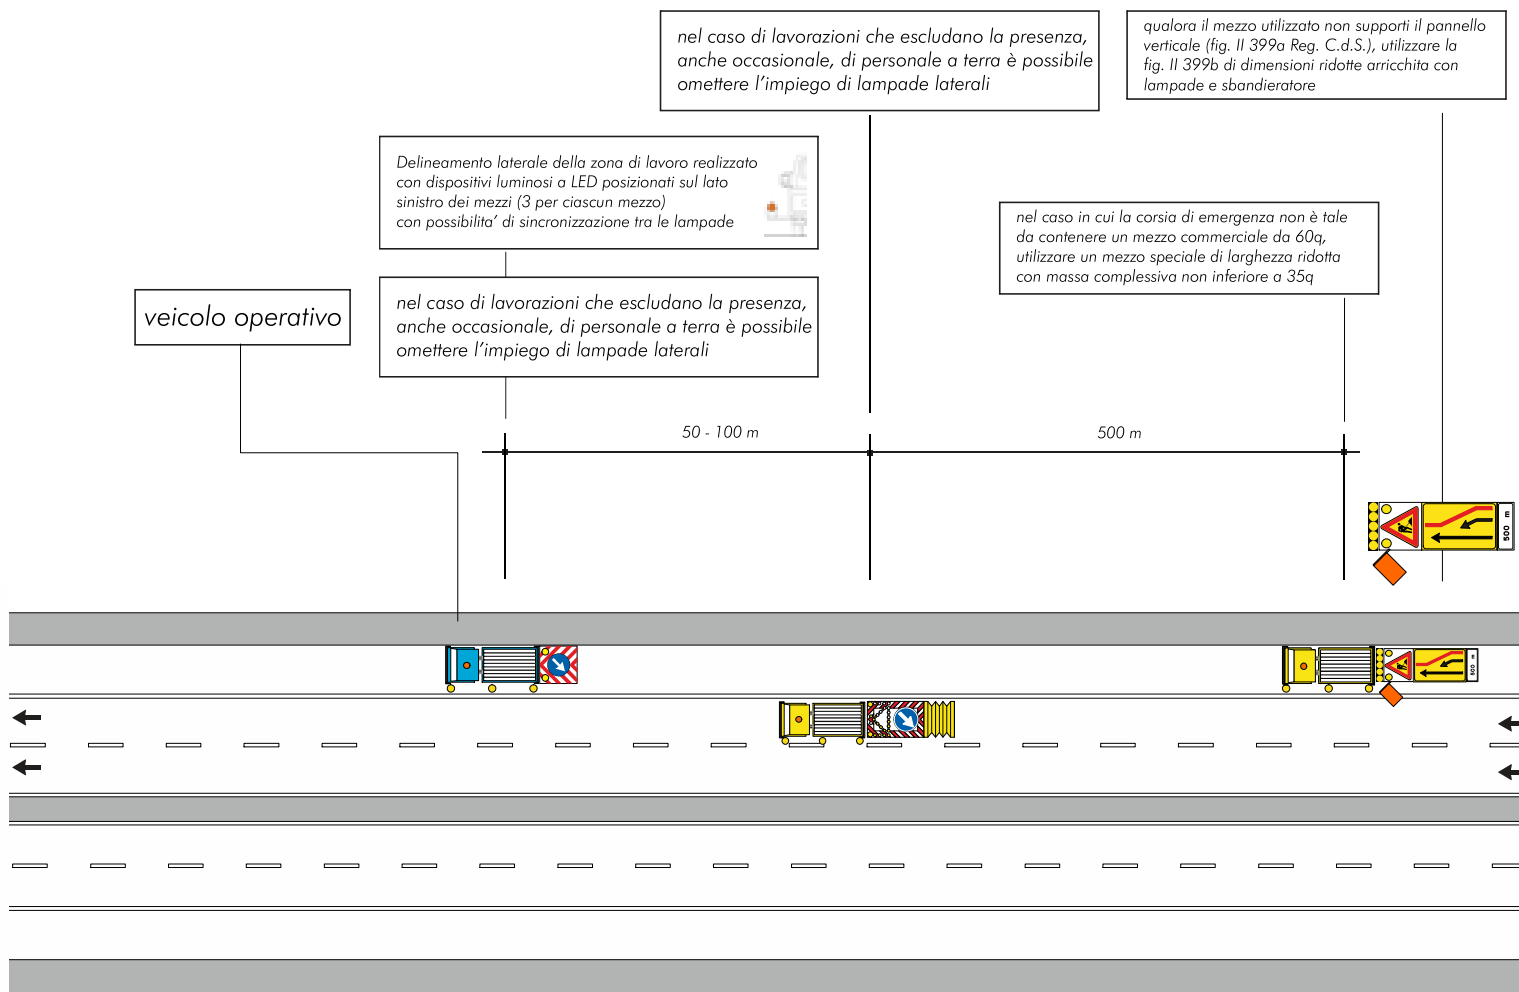 nel caso di lavorazioni che escludano la presenza,
anche occasionale, di personale a terra è possibile
omettere l’impiego di lampade laterali
qualora il mezzo utilizzato non supporti il pannello
verticale (fig. II 399a Reg. C.d.S.), utilizzare la
fig. II 399b di dimensioni ridotte arricchita con
lampade e sbandieratore
Delineamento laterale della zona di lavoro realizzato
con dispositivi luminosi a LED posizionati sul lato
sinistro dei mezzi (3 per ciascun mezzo)
con possibilita’ di sincronizzazione tra le lampade
nel caso in cui la corsia di emergenza non è tale
da contenere un mezzo commerciale da 60q,
utilizzare un mezzo speciale di larghezza ridotta
con massa complessiva non inferiore a 35q
veicolo operativo
nel caso di lavorazioni che escludano la presenza,
anche occasionale, di personale a terra è possibile
omettere l’impiego di lampade laterali
50 - 100 m
500 m
500 m
500 m